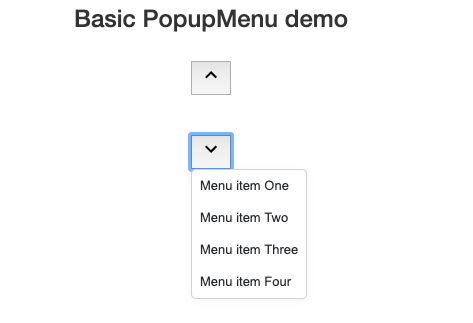 Basic PopupMenu demo
Menu item One
Menu item Two
Menu item Three
Menu item Four